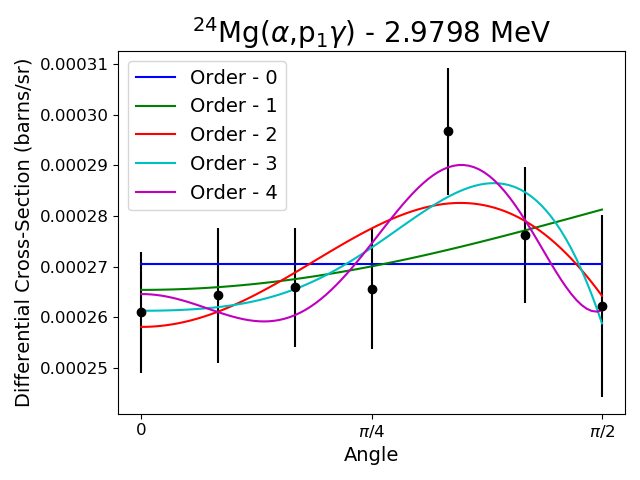 ²⁴Mg(α,p₁γ) - 2.9798 MeV
Differential Cross-Section (barns/sr)
0.00031
0.00030
0.00029
0.00028
0.00027
0.00026
0.00025
Order - 0
Order - 1
Order - 2
Order - 3
Order - 4
0
π/4
π/2
Angle